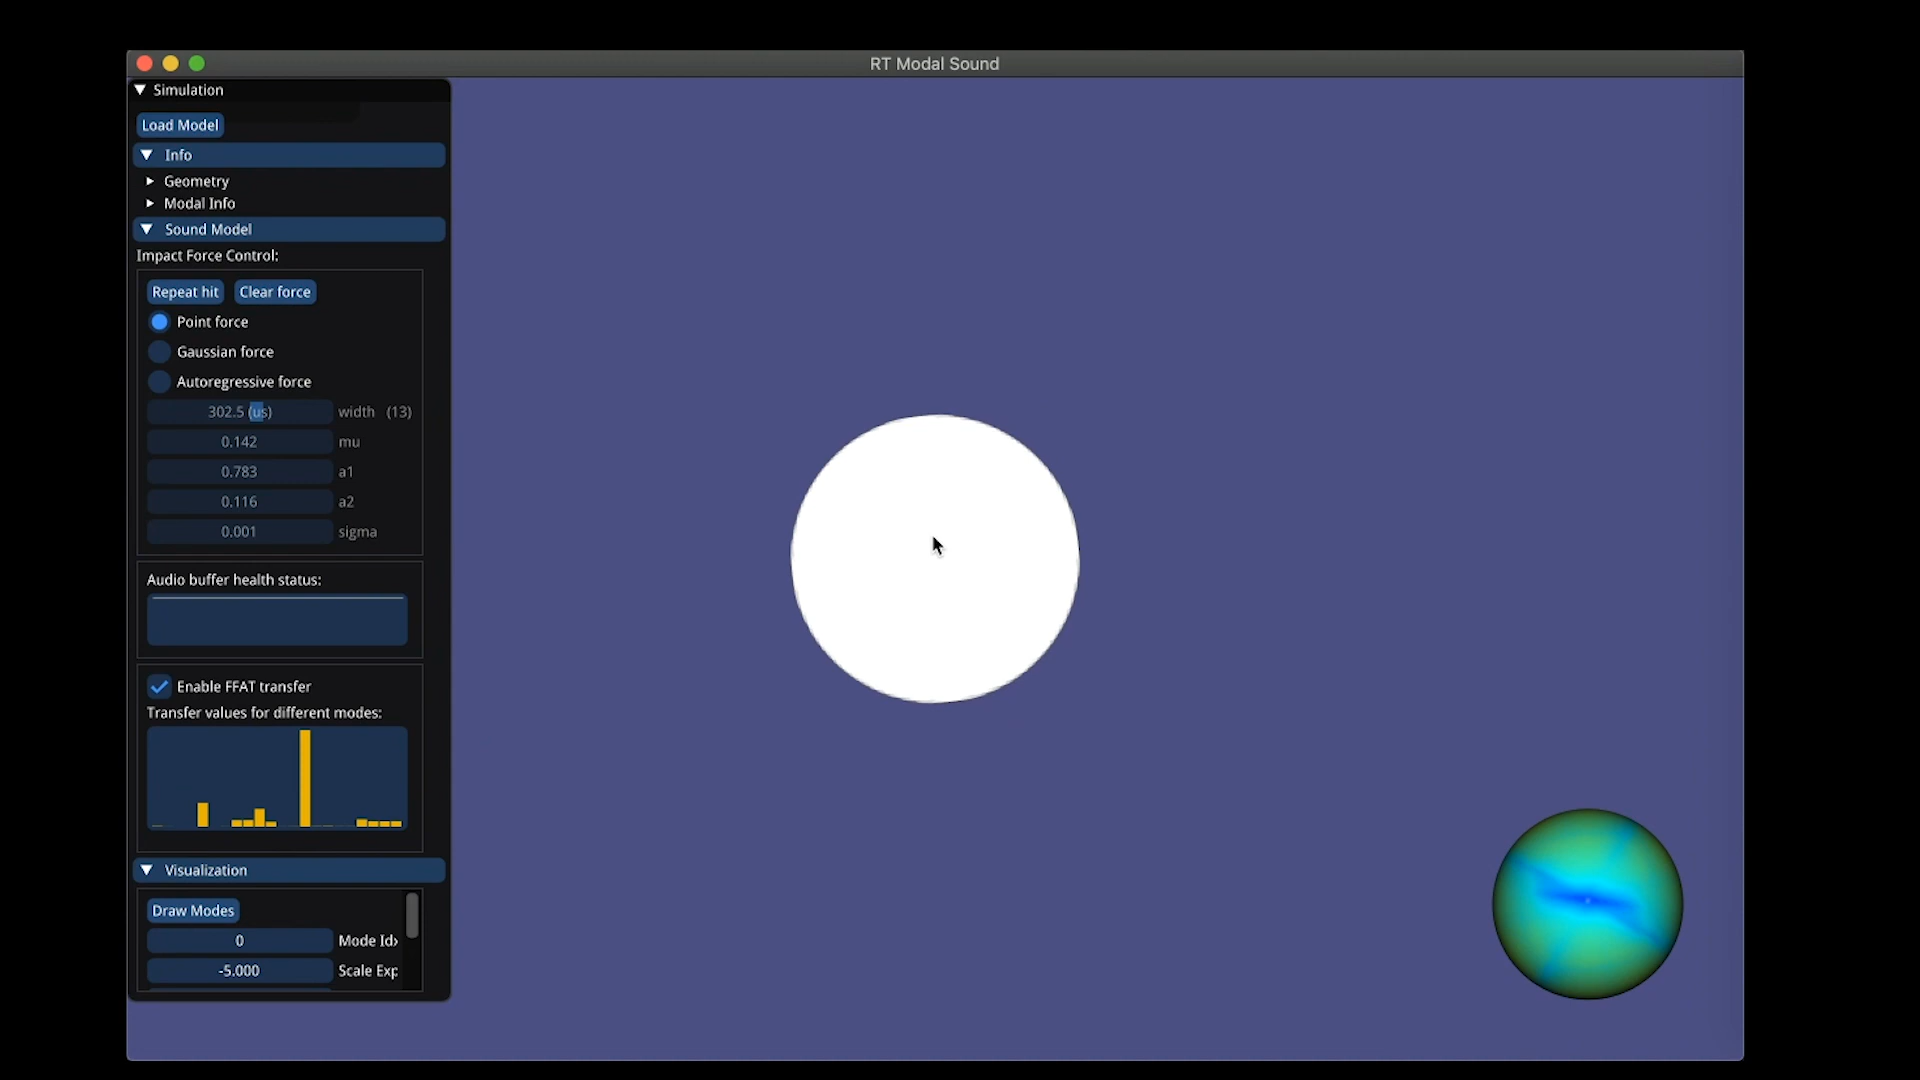 RT Modal Sound
Simulation
Load Model
Info
Geometry
Modal Info
Sound Model
Impact Force Control:
Repeat hit Clear force
Point force
Gaussian force
Autoregressive force
302.5 (us) width (13)
0.142 mu
0.783 a1
0.116 a2
0.001 sigma
Audio buffer health status:
Enable FFAT transfer
Transfer values for different modes:
Visualization
Draw Modes
0 Mode Id
-5.000 Scale Exp